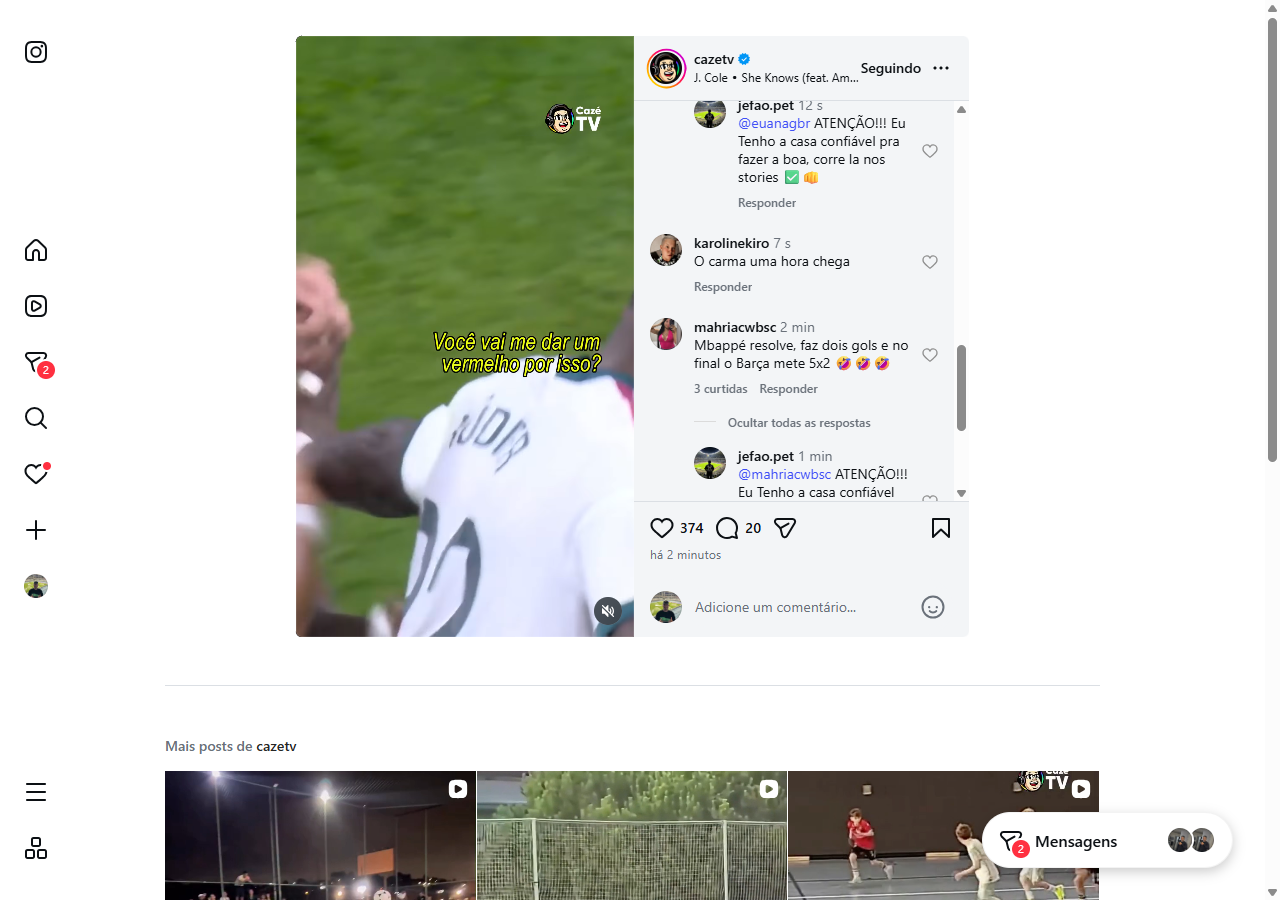 Cazé
TV
Você vai me dar um
vermelho por isso?
cazetv
J. Cole • She Knows (feat. Am...
Seguindo
jefao.pet 12 s
@euanagbr ATENÇÃO!!! Eu
Tenho a casa confiável pra
fazer a boa, corre la nos
stories ✅ 👊
Responder
karolinekiro 7 s
O carma uma hora chega
Responder
mahriacwbsc 2 min
Mbappé resolve, faz dois gols e no
final o Barça mete 5x2 🤣 🤣 🤣
3 curtidas Responder
Ocultar todas as respostas
jefao.pet 1 min
@mahriacwbsc ATENÇÃO!!!
Eu Tenho a casa confiável
374 20
há 2 minutos
Adicione um comentário...
2
Mais posts de cazetv
Cazé
TV
2
Mensagens